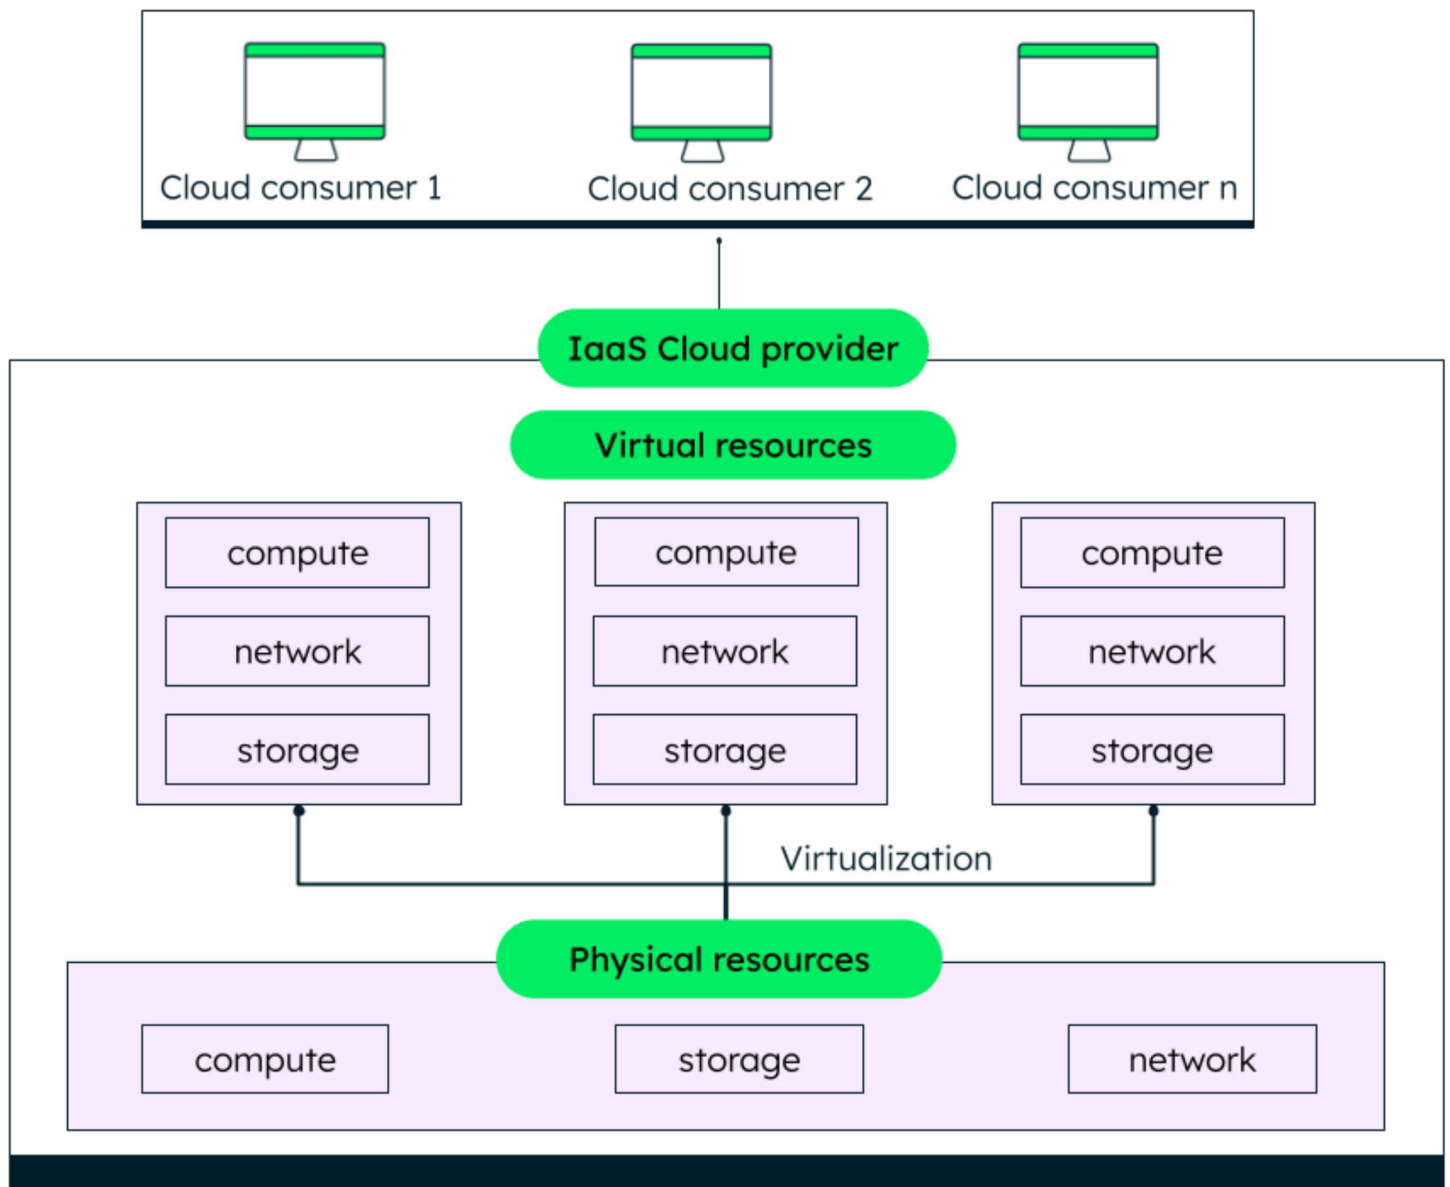 Cloud consumer 1
Cloud consumer 2
Cloud consumer n
IaaS Cloud provider
Virtual resources
compute
network
storage
compute
network
storage
compute
network
storage
Virtualization
Physical resources
compute
storage
network